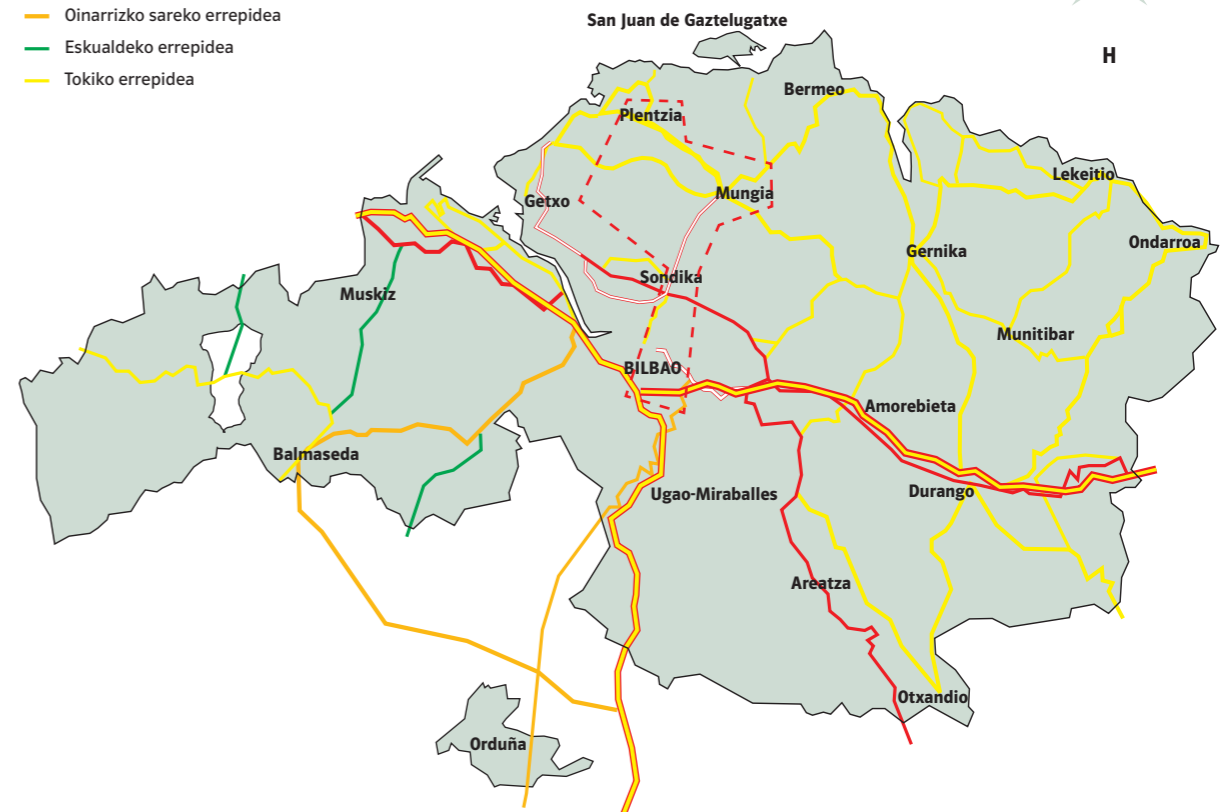 Oinarrizko sareko errepidea
Eskualdeko errepidea
Tokiko errepidea
San Juan de Gaztelugatxe
H
Bermeo
Plentzia
Lekeitio
Mungia
Getxo
Ondarroa
Gernika
Sondika
Muskiz
Munitibar
BILBAO
Amorebieta
Balmaseda
Ugao-Miraballes
Durango
Areatza
Otxandio
Orduña